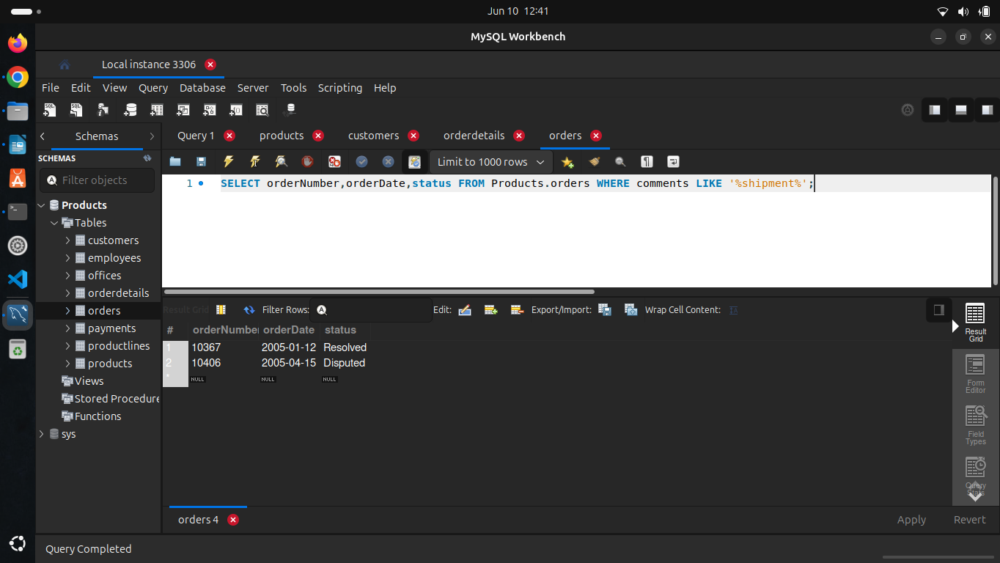 Jun 10 12:41
MySQL Workbench
Local instance 3306
File Edit View Query Database Server Tools Scripting Help
Schemas
Query 1 products customers orderdetails orders
SCHEMAS
Limit to 1000 rows
Filter objects
1 SELECT orderNumber,orderDate,status FROM Products.orders WHERE comments LIKE '%shipment%';
Products
Tables
customers
employees
offices
orderdetails
orders
payments
productlines
products
Views
Stored Procedure
Functions
sys
Result Grid Filter Rows: Edit: Export/Import: Wrap Cell Content:
# orderNumber orderDate status
1 10367 2005-01-12 Resolved
2 10406 2005-04-15 Disputed
* NULL NULL NULL
Result
Grid
Form
Editor
Field
Types
Query
Stats
orders 4
Apply Revert
Query Completed